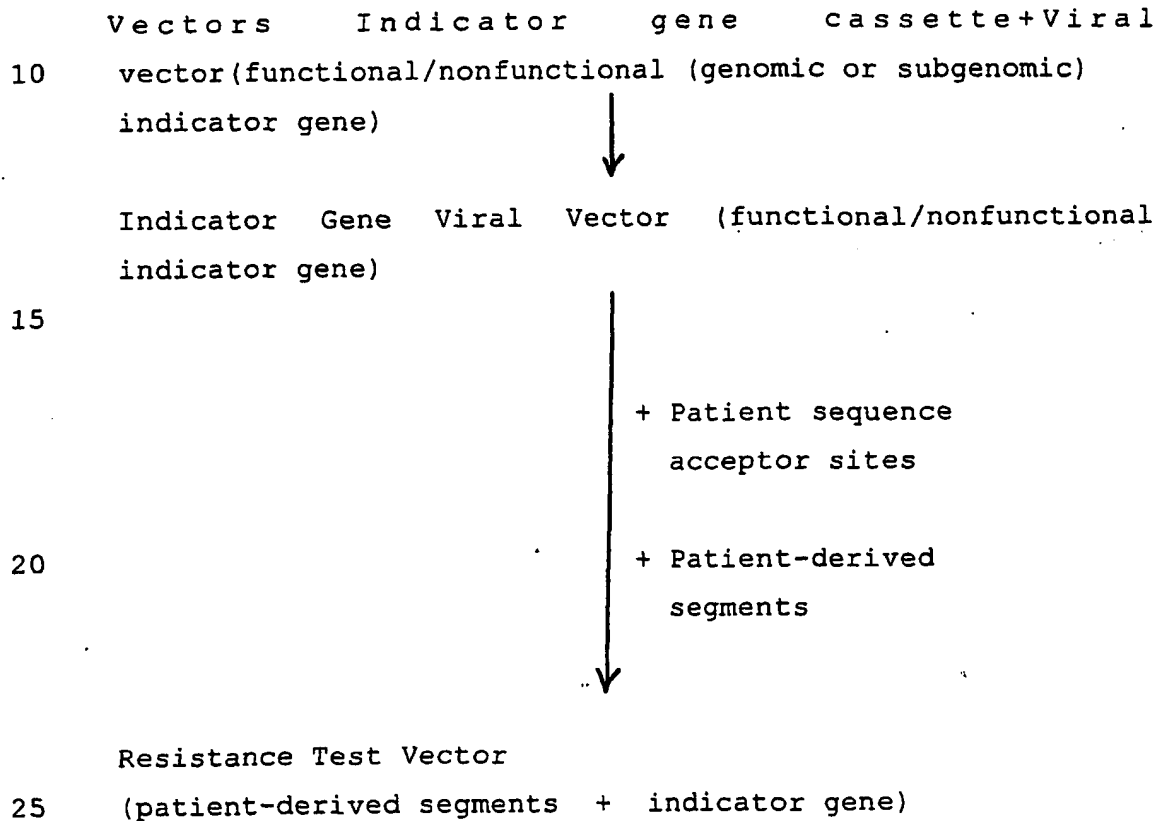 Vectors Indicator gene cassette+Viral
10 vector(functional/nonfunctional (genomic or subgenomic)
indicator gene)
Indicator Gene Viral Vector (functional/nonfunctional
indicator gene)
15
+ Patient sequence
acceptor sites
20 + Patient-derived
segments
Resistance Test Vector
25 (patient-derived segments + indicator gene)